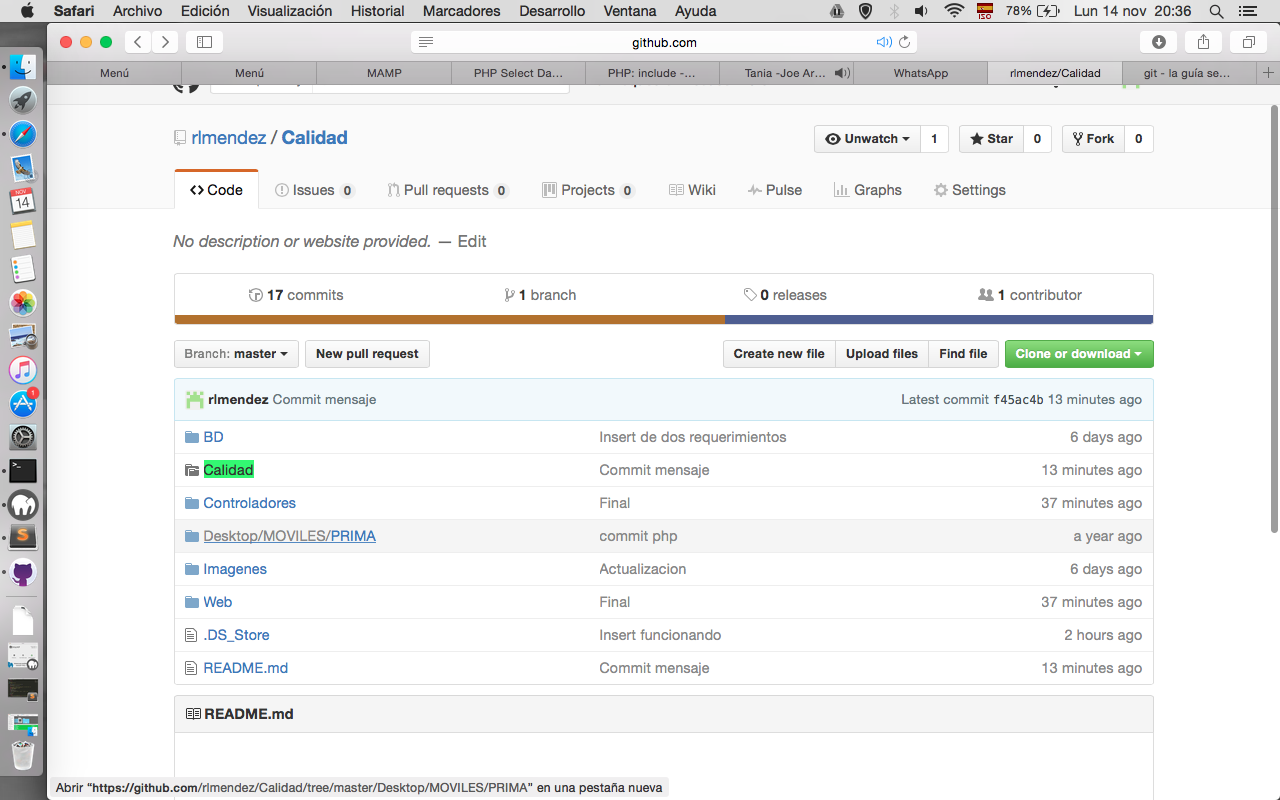 Safari Archivo Edición Visualización Historial Marcadores Desarrollo Ventana Ayuda ISO 78% Lun 14 nov 20:36
github.com
Menú Menú MAMP PHP Select Da... PHP: include -... Tania -Joe Ar... WhatsApp rlmendez/Calidad git - la guía se...
rlmendez / Calidad Unwatch 1 Star 0 Fork 0
Code Issues 0 Pull requests 0 Projects 0 Wiki Pulse Graphs Settings
No description or website provided. — Edit
17 commits 1 branch 0 releases 1 contributor
Branch: master New pull request Create new file Upload files Find file Clone or download
rlmendez Commit mensaje Latest commit f45ac4b 13 minutes ago
BD Insert de dos requerimientos 6 days ago
Calidad Commit mensaje 13 minutes ago
Controladores Final 37 minutes ago
Desktop/MOVILES/PRIMA commit php a year ago
Imagenes Actualizacion 6 days ago
Web Final 37 minutes ago
.DS_Store Insert funcionando 2 hours ago
README.md Commit mensaje 13 minutes ago
README.md
Abrir “https://github.com/rlmendez/Calidad/tree/master/Desktop/MOVILES/PRIMA” en una pestaña nueva
NOV
14
1